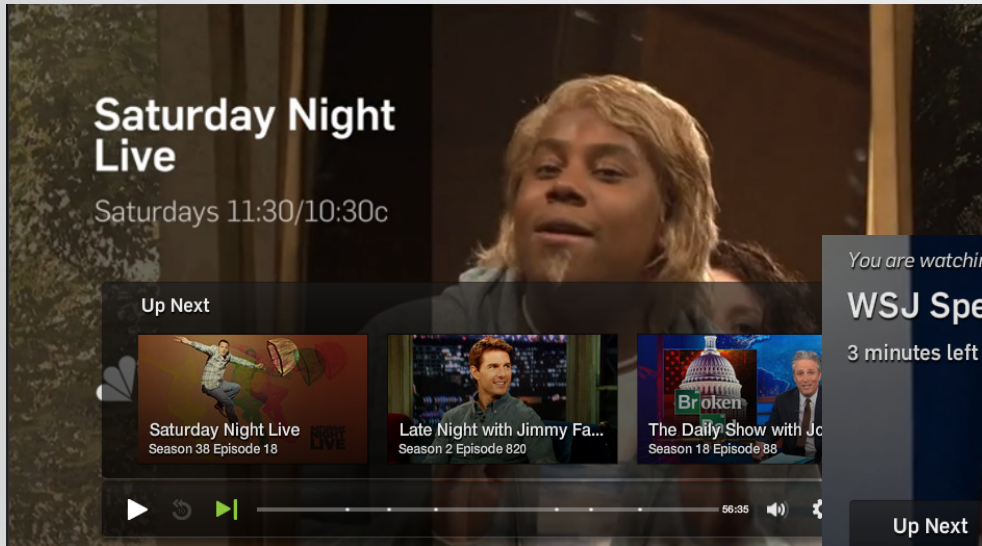 Saturday Night
Live
Saturdays 11:30/10:30c
You are watchin
WSJ Spe
3 minutes left
Up Next
Saturday Night Live
Season 38 Episode 18
Late Night with Jimmy Fa...
Season 2 Episode 820
Broken
The Daily Show with Jo
Season 18 Episode 88
56:35
Up Next